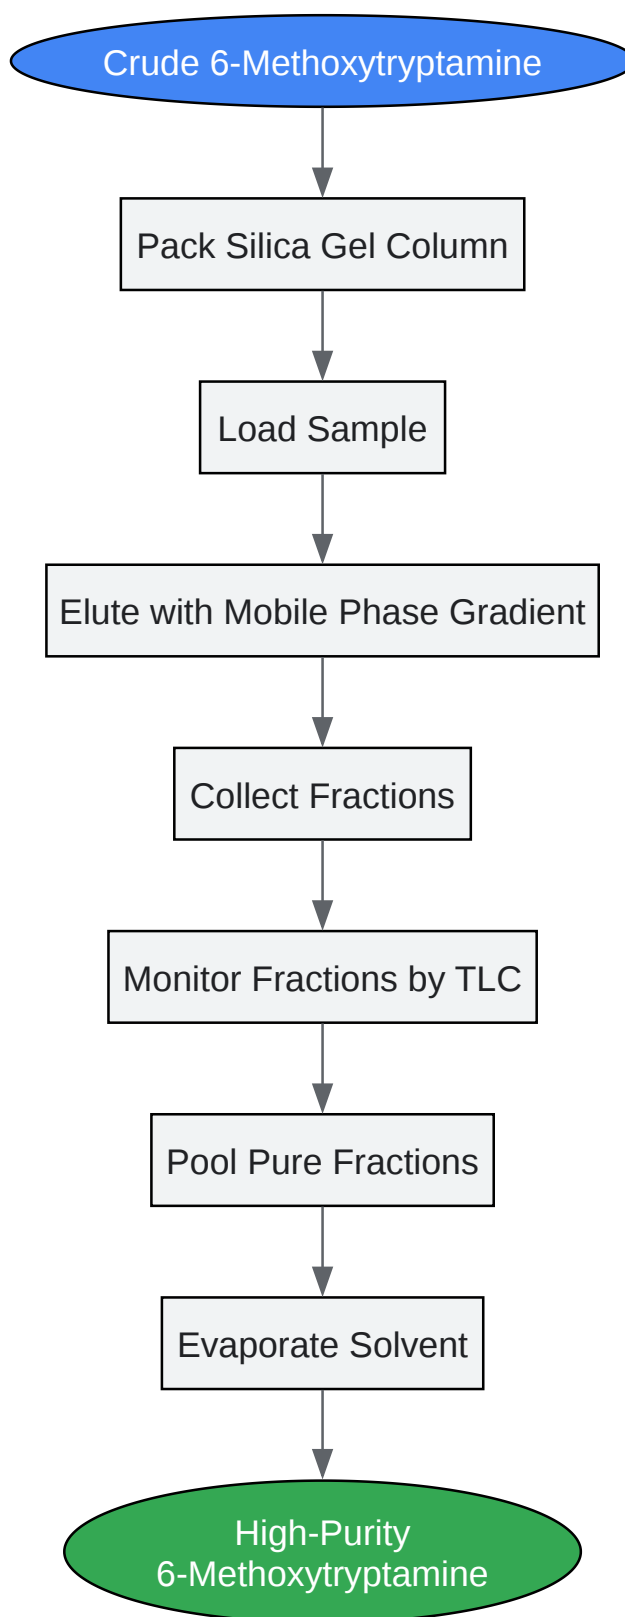 Crude 6-Methoxytryptamine
Pack Silica Gel Column
Load Sample
Elute with Mobile Phase Gradient
Collect Fractions
Monitor Fractions by TLC
Pool Pure Fractions
Evaporate Solvent
High-Purity
6-Methoxytryptamine